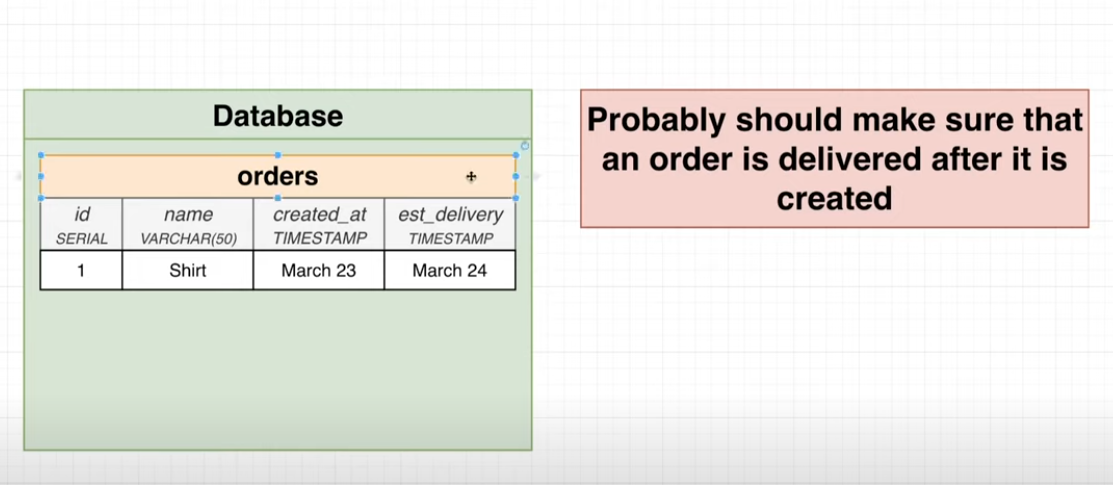 Database
orders
id name created_at est_delivery
SERIAL VARCHAR(50) TIMESTAMP TIMESTAMP
1 Shirt March 23 March 24
Probably should make sure that
an order is delivered after it is
created